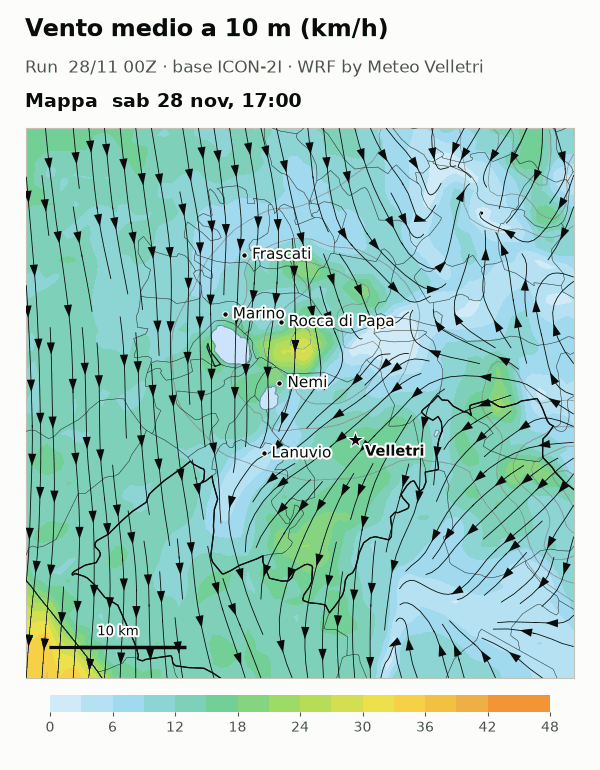 Vento medio a 10 m (km/h)
Run  28/11 00Z · base ICON-2I · WRF by Meteo Velletri
Mappa  sab 28 nov, 17:00
Frascati
Marino
Rocca di Papa
Nemi
Velletri
Lanuvio
10 km
0 6 12 18 24 30 36 42 48